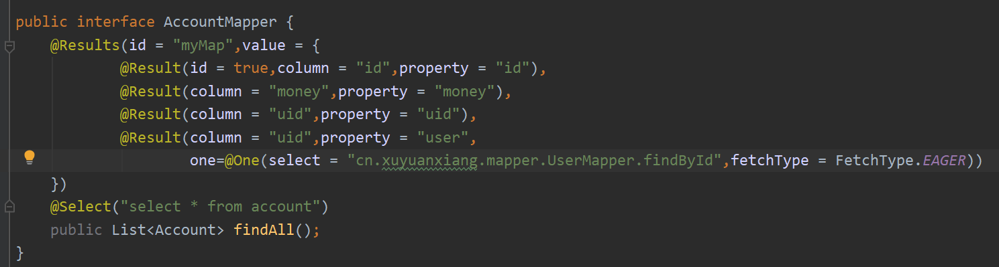 public interface AccountMapper {
@Results(id = "myMap",value = {
@Result(id = true,column = "id",property = "id"),
@Result(column = "money",property = "money"),
@Result(column = "uid",property = "uid"),
@Result(column = "uid",property = "user",
one=@One(select = "cn.xuyuanxiang.mapper.UserMapper.findById",fetchType = FetchType.EAGER))
})
@Select("select * from account")
public List<Account> findAll();
}